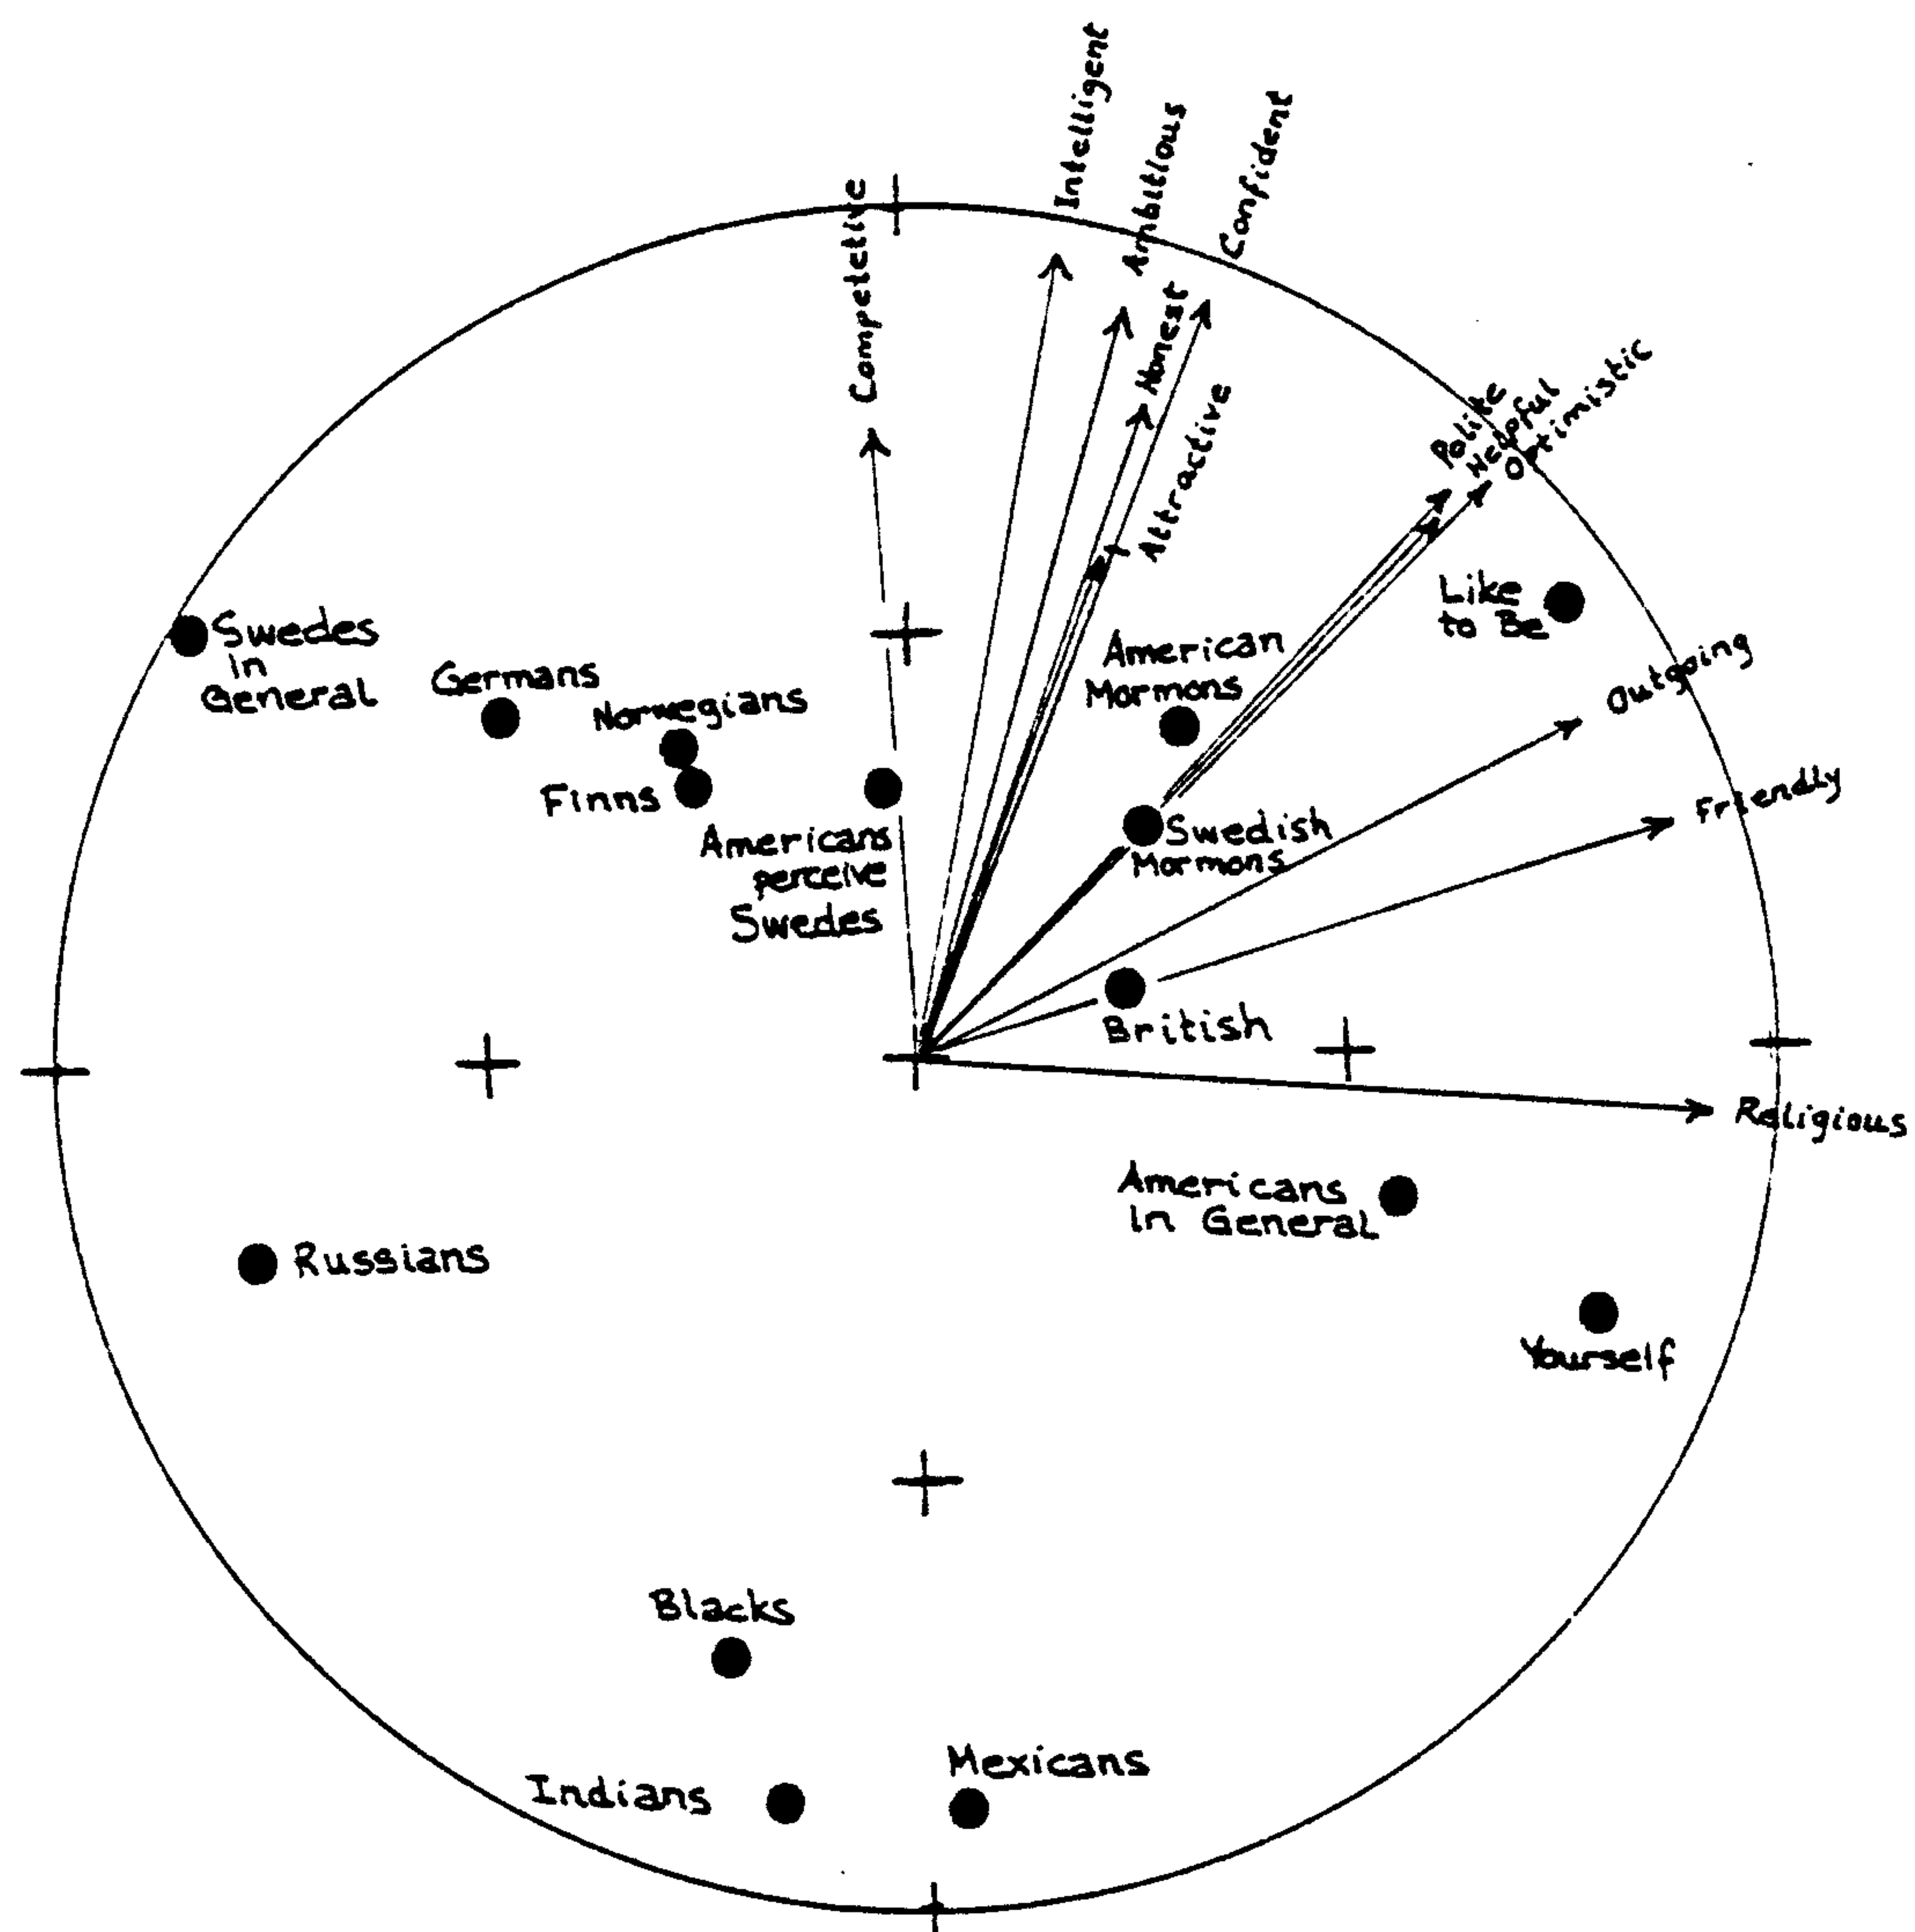 Intelligent
Ambitious
Confident
Competetive
Honest
Attractive
Polite
Helpful
Optimistic
Like
to Be
Outgoing
Friendly
Swedes
In
General
Germans
Norwegians
Finns
Americans
perceive
Swedes
American
Mormons
Swedish
Mormons
British
Religious
Americans
In General
Russians
Yourself
Blacks
Mexicans
Indians